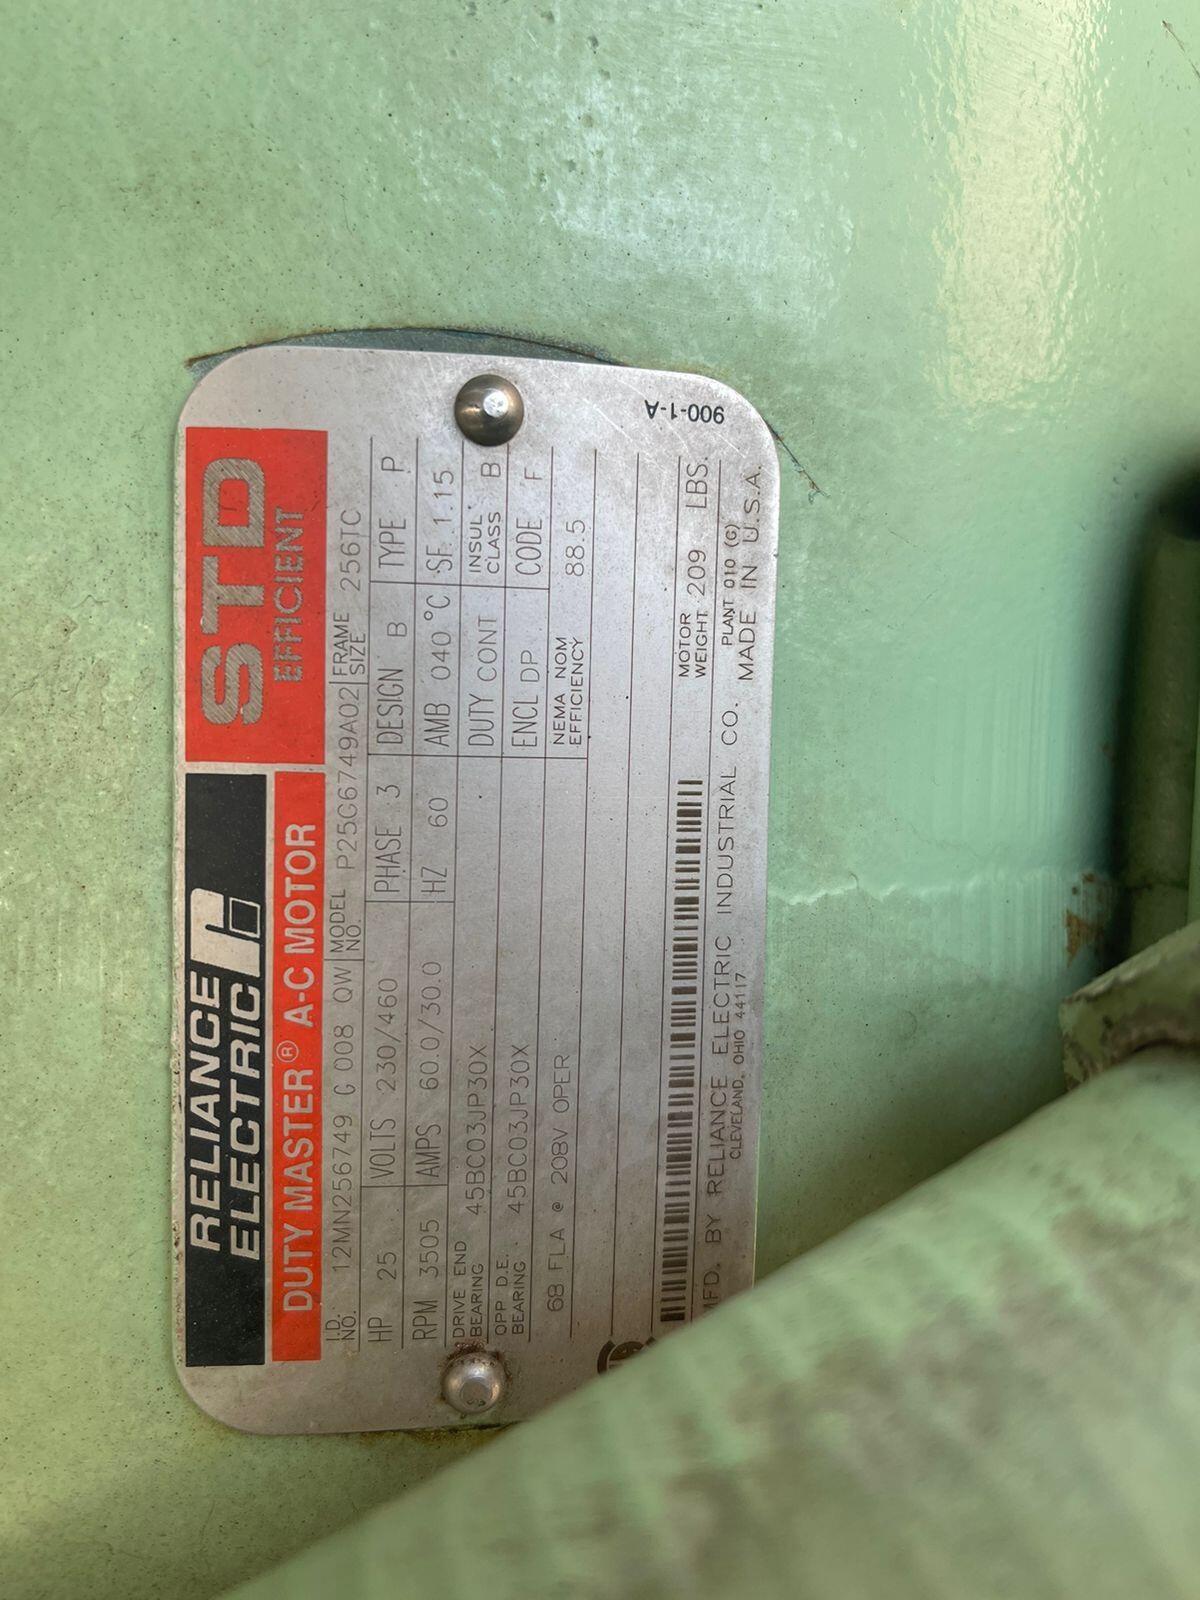 RELIANCE
ELECTRIC
STD
EFFICIENT
DUTY MASTER® A-C MOTOR
I.D. NO. 12MN256749 G 008 QW MODEL NO. P25G6749A02 FRAME SIZE 256TC
HP 25 VOLTS 230/460 PHASE 3 DESIGN B TYPE P
RPM 3505 AMPS 60.0/30.0 HZ 60 AMB 040 °C SF 1.15
DRIVE END BEARING 45BC03JP30X DUTY CONT INSUL CLASS B
OPP D.E. BEARING 45BC03JP30X ENCL DP CODE F
68 FLA @ 208V OPER NEMA NOM EFFICIENCY 88.5
MOTOR WEIGHT 209 LBS.
MFD. BY RELIANCE ELECTRIC INDUSTRIAL CO. PLANT 010 (G)
CLEVELAND, OHIO 44117 MADE IN U.S.A.
900-1-A